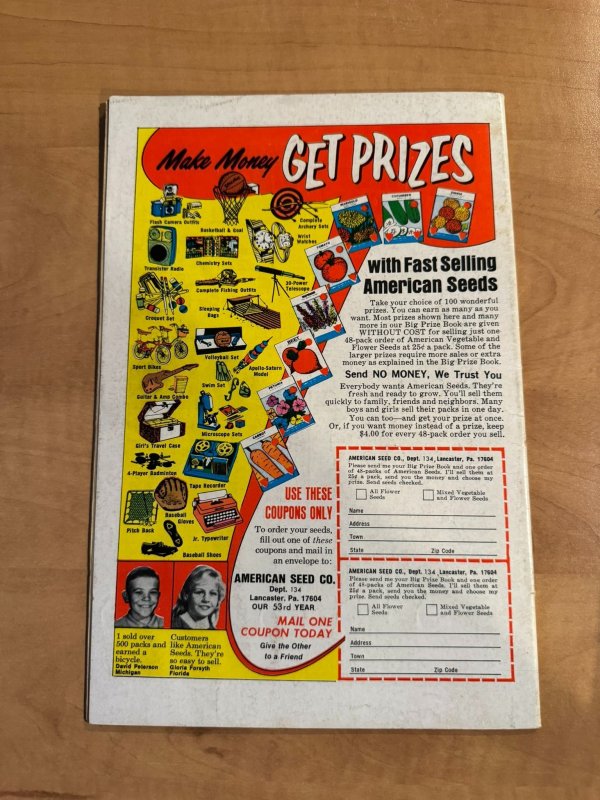 Make Money GET PRIZES
with Fast Selling
American Seeds
Take your choice of 100 wonderful
prizes. You can earn as many as you
want. Most prizes shown here and many
more in our Big Prize Book are given
WITHOUT COST for selling just one
48-pack order of American Vegetable and
Flower Seeds at 25¢ a pack. Some of the
larger prizes require more sales or extra
money as explained in the Big Prize Book.
Send NO MONEY, We Trust You
Everybody wants American Seeds. They're
fresh and ready to grow. You'll sell them
quickly to family, friends and neighbors. Many
boys and girls sell their packs in one day.
You can too—and get your prize at once.
Or, if you want money instead of a prize, keep
$4.00 for every 48-pack order you sell.
Flash Camera Outfits
Basketball & Goal
Complete
Archery Sets
Wrist
Watches
Transistor Radio
Chemistry Sets
Complete Fishing Outfits
30-Power
Telescope
Croquet Set
Sleeping
Bags
Volleyball Set
Sport Bikes
Apollo-Saturn
Model
Swim Set
Guitar & Amp Combo
Microscope Sets
Girl's Travel Case
4-Player Badminton
Tape Recorder
Baseball
Gloves
Pitch Back
Jr. Typewriter
Baseball Shoes
MARIGOLD
CUCUMBER
ZINNIA
TOMATO
BEET
PETUNIA
CARROT
USE THESE
COUPONS ONLY
To order your seeds,
fill out one of these
coupons and mail in
an envelope to:
AMERICAN SEED CO.
Dept. 134
Lancaster, Pa. 17604
OUR 53rd YEAR
MAIL ONE
COUPON TODAY
Give the Other
to a Friend
1 sold over
500 packs and
earned a
bicycle.
David Peterson
Michigan
Customers
like American
Seeds. They're
so easy to sell.
Gloria Forsyth
Florida
AMERICAN SEED CO., Dept. 134, Lancaster, Pa. 17604
Please send me your Big Prize Book and one order
of 48-packs of American Seeds. I'll sell them at
25¢ a pack, send you the money and choose my
prize. Send seeds checked.
All Flower
Seeds
Mixed Vegetable
and Flower Seeds
Name
Address
Town
State Zip Code
AMERICAN SEED CO., Dept. 134, Lancaster, Pa. 17604
Please send me your Big Prize Book and one order
of 48-packs of American Seeds. I'll sell them at
25¢ a pack, send you the money and choose my
prize. Send seeds checked.
All Flower
Seeds
Mixed Vegetable
and Flower Seeds
Name
Address
Town
State Zip Code